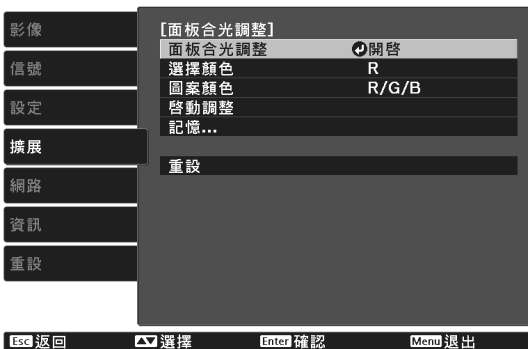 影像
信號
設定
擴展
網路
資訊
重設
[面板合光調整]
面板合光調整 開啓
選擇顏色 R
圖案顏色 R/G/B
啓動調整
記憶...
重設
Esc 返回 選擇 Enter 確認 Menu 退出